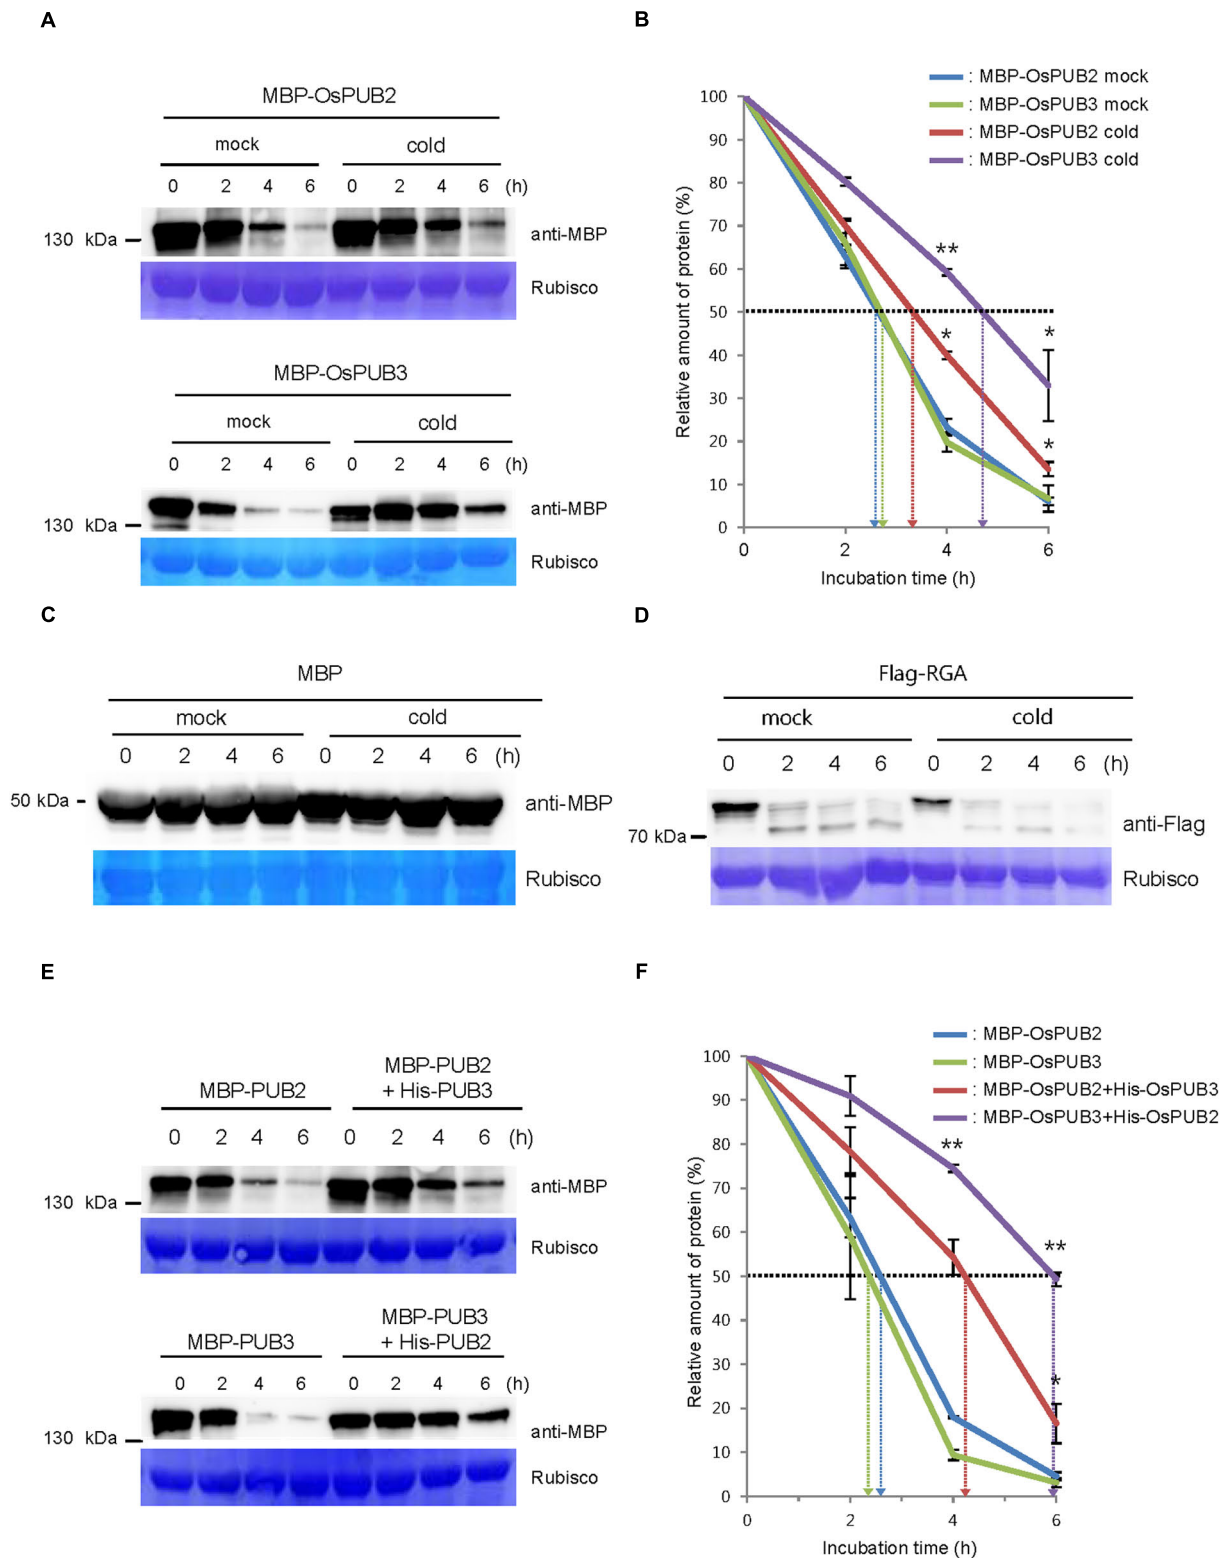 A
MBP-OsPUB2
mock cold
0 2 4 6 0 2 4 6 (h)
130 kDa
anti-MBP
Rubisco
MBP-OsPUB3
mock cold
0 2 4 6 0 2 4 6 (h)
130 kDa
anti-MBP
Rubisco
B
: MBP-OsPUB2 mock
: MBP-OsPUB3 mock
: MBP-OsPUB2 cold
: MBP-OsPUB3 cold
Relative amount of protein (%)
100
90
80
70
60
50
40
30
20
10
0
**
*
*
*
0 2 4 6
Incubation time (h)
C
MBP
mock cold
0 2 4 6 0 2 4 6 (h)
50 kDa
anti-MBP
Rubisco
D
Flag-RGA
mock cold
0 2 4 6 0 2 4 6 (h)
70 kDa
anti-Flag
Rubisco
E
MBP-PUB2
MBP-PUB2
+ His-PUB3
0 2 4 6 0 2 4 6 (h)
130 kDa
anti-MBP
Rubisco
MBP-PUB3
MBP-PUB3
+ His-PUB2
0 2 4 6 0 2 4 6 (h)
130 kDa
anti-MBP
Rubisco
F
: MBP-OsPUB2
: MBP-OsPUB3
: MBP-OsPUB2+His-OsPUB3
: MBP-OsPUB3+His-OsPUB2
Relative amount of protein (%)
100
90
80
70
60
50
40
30
20
10
0
**
**
*
0 2 4 6
Incubation time (h)